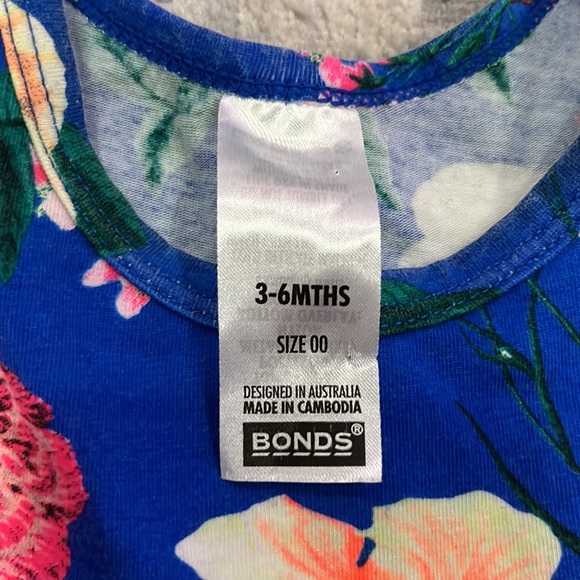 3-6MTHS
SIZE 00
DESIGNED IN AUSTRALIA
MADE IN CAMBODIA
BONDS®